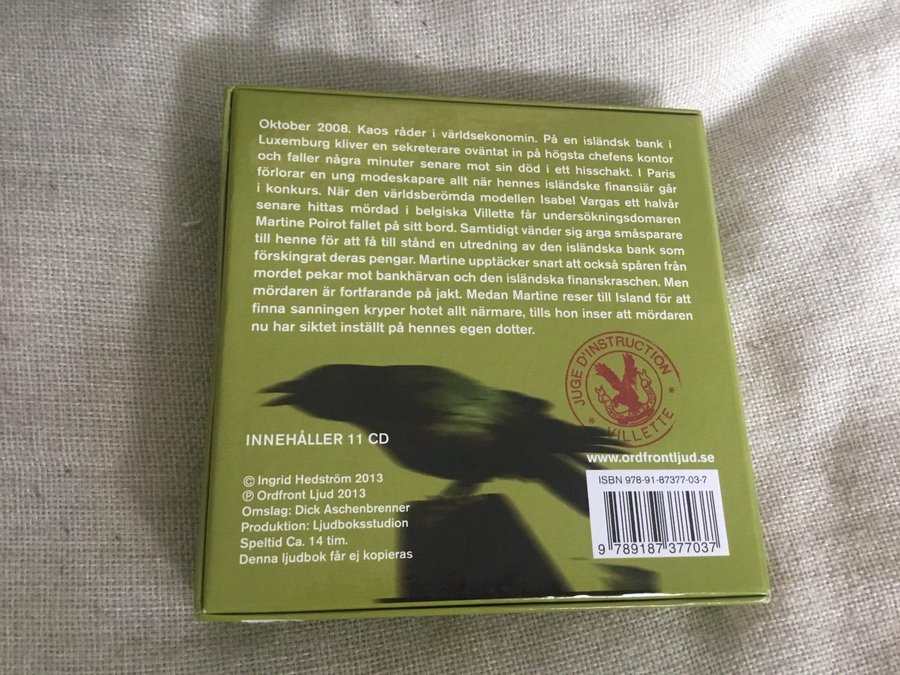 Oktober 2008. Kaos råder i världsekonomin. På en isländsk bank i
Luxemburg kliver en sekreterare oväntat in på högsta chefens kontor
och faller några minuter senare mot sin död i ett hisschakt. I Paris
förlorar en ung modeskapare allt när hennes isländske finansiär går
i konkurs. När den världsberömda modellen Isabel Vargas ett halvår
senare hittas mördad i belgiska Villette får undersökningsdomaren
Martine Poirot fallet på sitt bord. Samtidigt vänder sig arga småsparare
till henne för att få till stånd en utredning av den isländska bank som
förskingrat deras pengar. Martine upptäcker snart att också spåren från
mordet pekar mot bankhärvan och den isländska finanskraschen. Men
mördaren är fortfarande på jakt. Medan Martine reser till Island för att
finna sanningen kryper hotet allt närmare, tills hon inser att mördaren
nu har siktet inställt på hennes egen dotter.
JUGE D'INSTRUCTION
* VILLETTE *
INNEHÅLLER 11 CD
www.ordfrontljud.se
© Ingrid Hedström 2013
℗ Ordfront Ljud 2013
Omslag: Dick Aschenbrenner
Produktion: Ljudboksstudion
Speltid Ca. 14 tim.
Denna ljudbok får ej kopieras
ISBN 978-91-87377-03-7
9 789187 377037